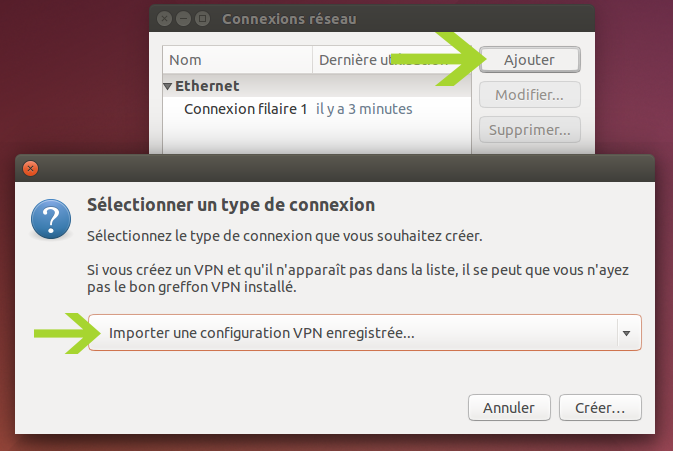 Connexions réseau
Nom
Dernière utilisation
Ajouter
Ethernet
Connexion filaire 1 il y a 3 minutes
Modifier...
Supprimer...
Sélectionner un type de connexion
Sélectionnez le type de connexion que vous souhaitez créer.
Si vous créez un VPN et qu'il n'apparaît pas dans la liste, il se peut que vous n'ayez
pas le bon greffon VPN installé.
Importer une configuration VPN enregistrée...
Annuler
Créer...